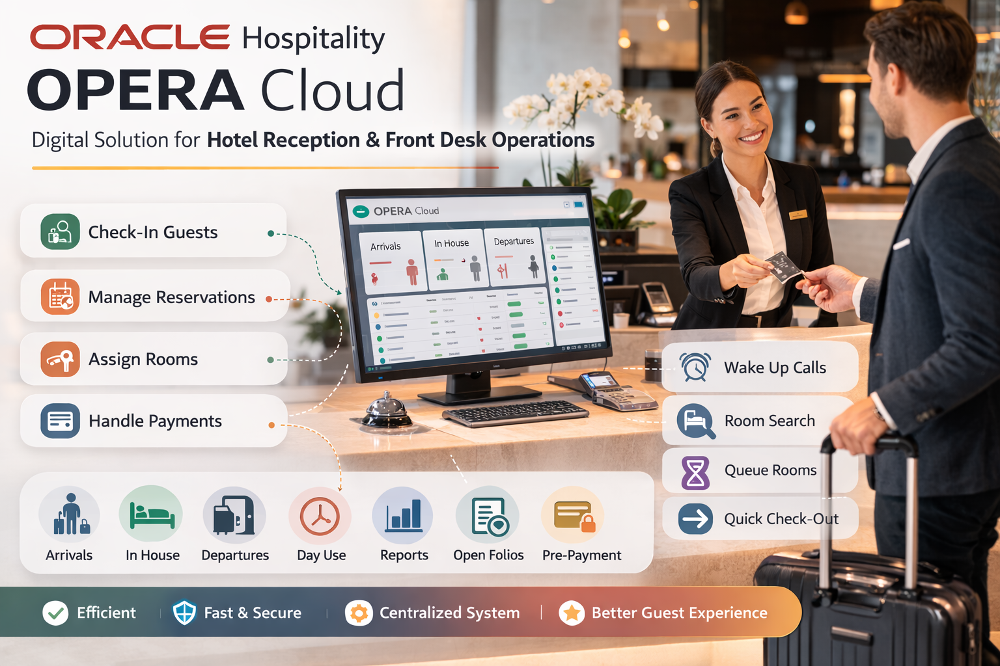 ORACLE Hospitality
OPERA Cloud
Digital Solution for Hotel Reception & Front Desk Operations
Check-In Guests
Manage Reservations
Assign Rooms
Handle Payments
OPERA Cloud
Arrivals
In House
Departures
Wake Up Calls
Room Search
Queue Rooms
Quick Check-Out
Arrivals
In House
Departures
Day Use
Reports
Open Folios
Pre-Payment
Efficient
Fast & Secure
Centralized System
Better Guest Experience